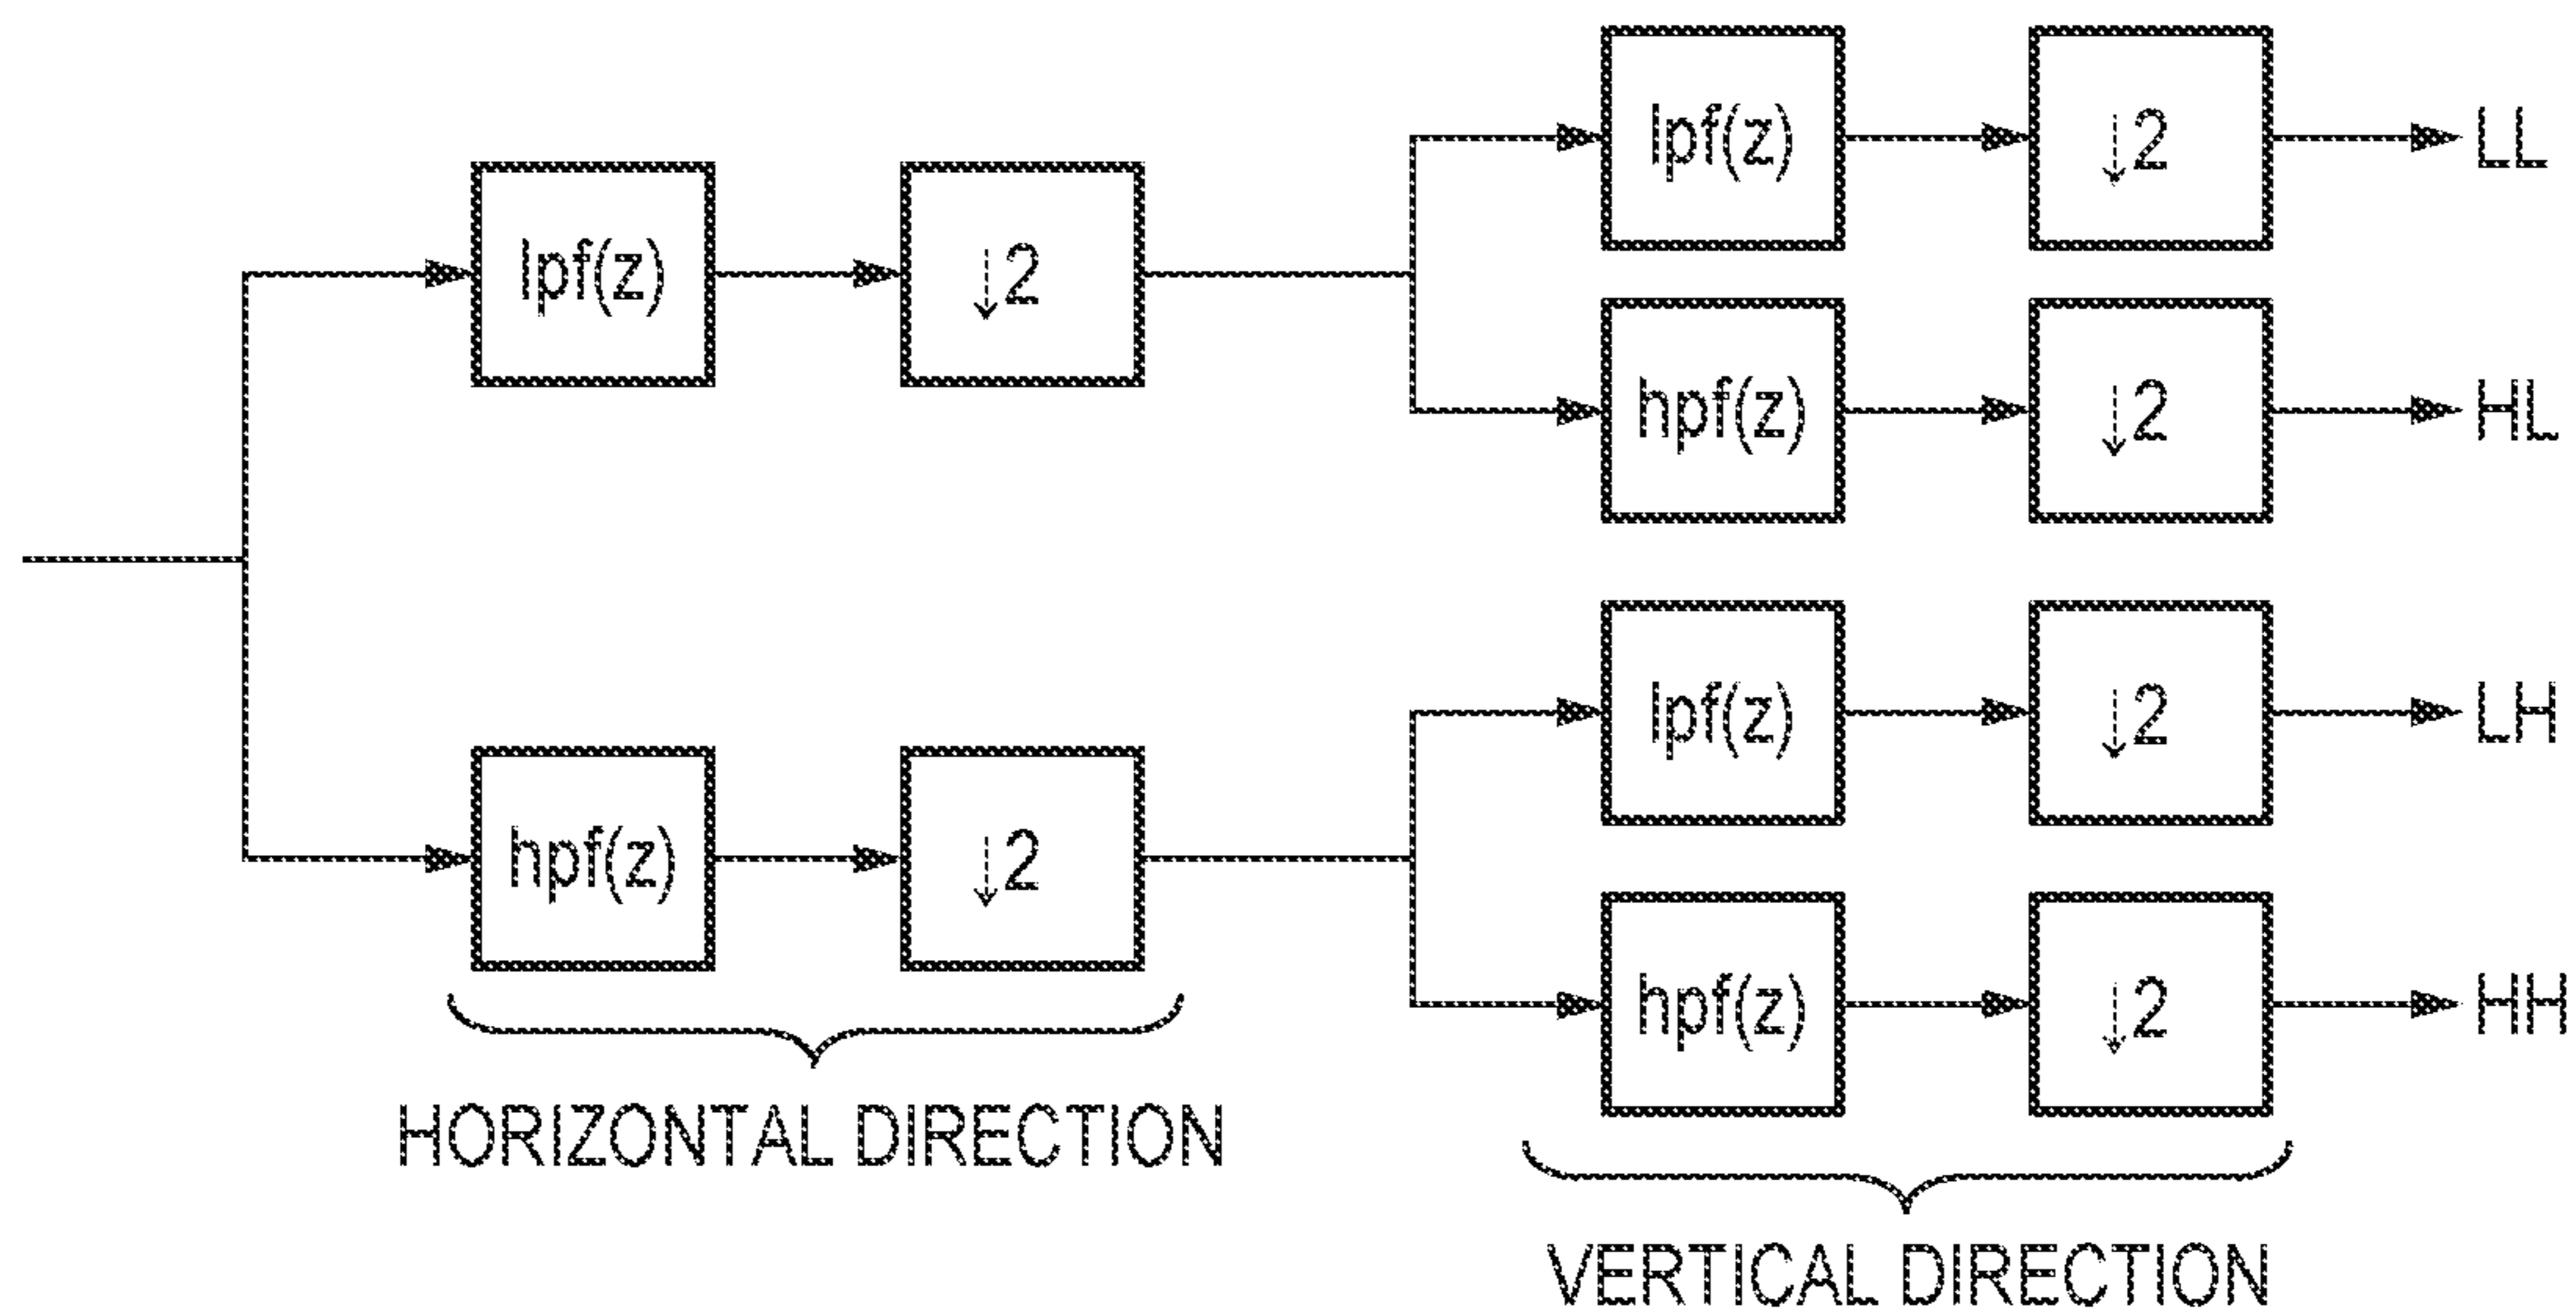 lpf(z) ↓2 LL
lpf(z) ↓2
hpf(z) ↓2 HL
lpf(z) ↓2 LH
hpf(z) ↓2
hpf(z) ↓2 HH
HORIZONTAL DIRECTION
VERTICAL DIRECTION